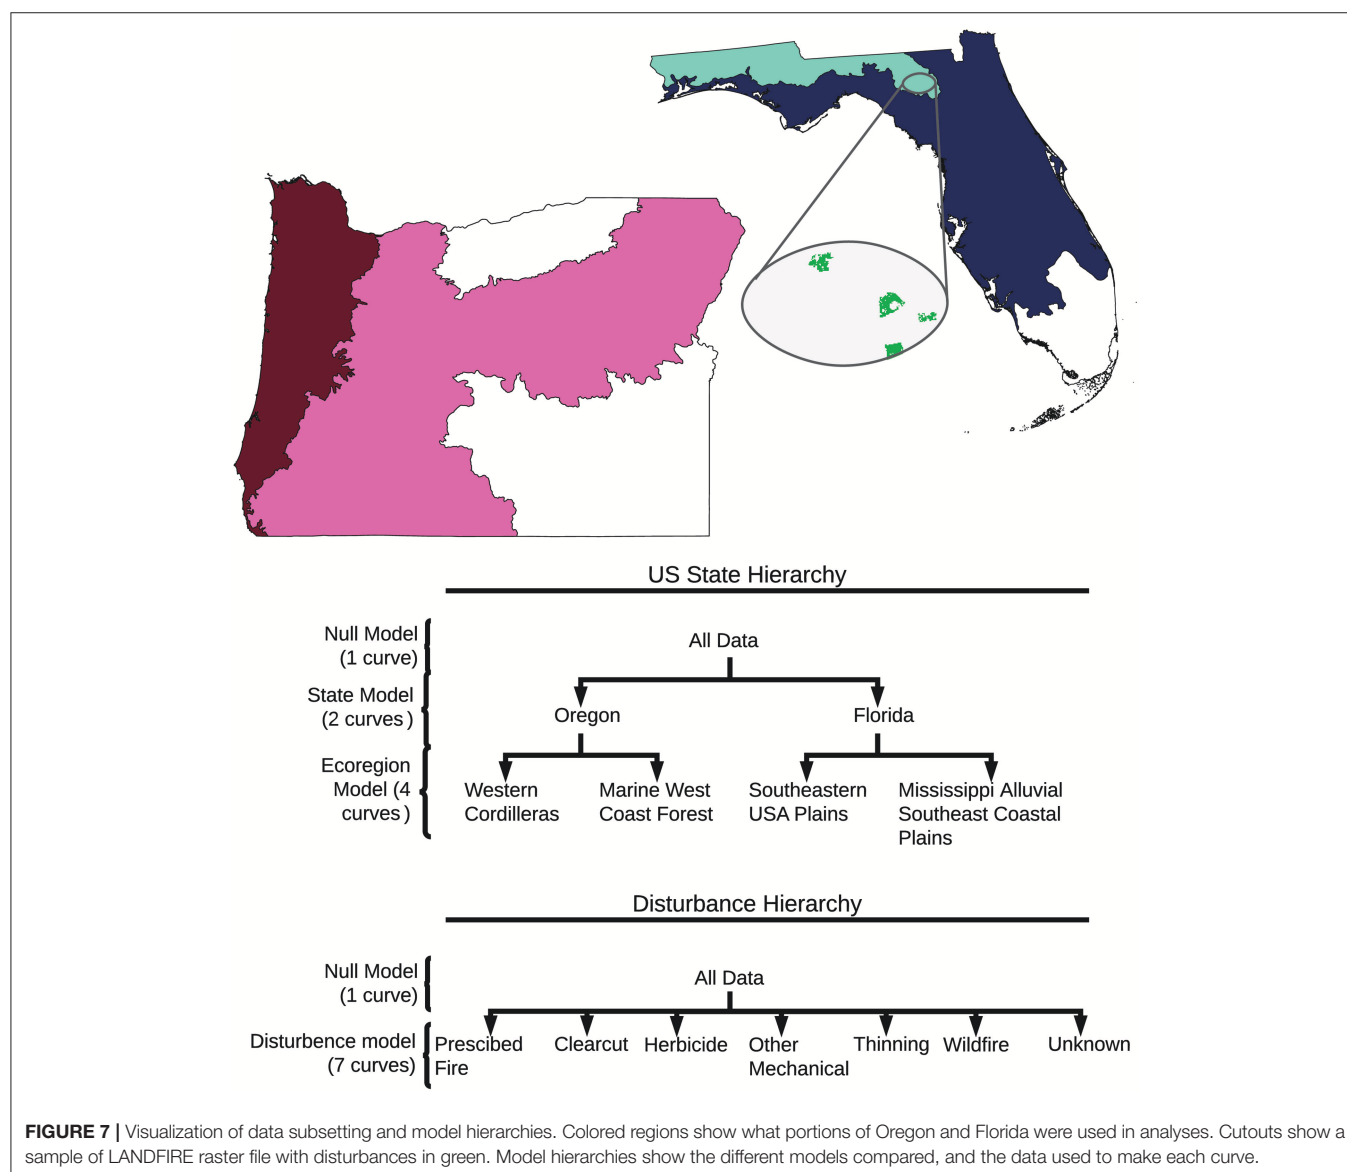 US State Hierarchy
Null Model
(1 curve)
All Data
State Model
(2 curves )
Oregon
Florida
Ecoregion
Model (4
curves )
Western
Cordilleras
Marine West
Coast Forest
Southeastern
USA Plains
Mississippi Alluvial
Southeast Coastal
Plains
Disturbance Hierarchy
Null Model
(1 curve)
All Data
Disturbence model
(7 curves)
Prescibed
Fire
Clearcut
Herbicide
Other
Mechanical
Thinning
Wildfire
Unknown
FIGURE 7 | Visualization of data subsetting and model hierarchies. Colored regions show what portions of Oregon and Florida were used in analyses. Cutouts show a
sample of LANDFIRE raster file with disturbances in green. Model hierarchies show the different models compared, and the data used to make each curve.